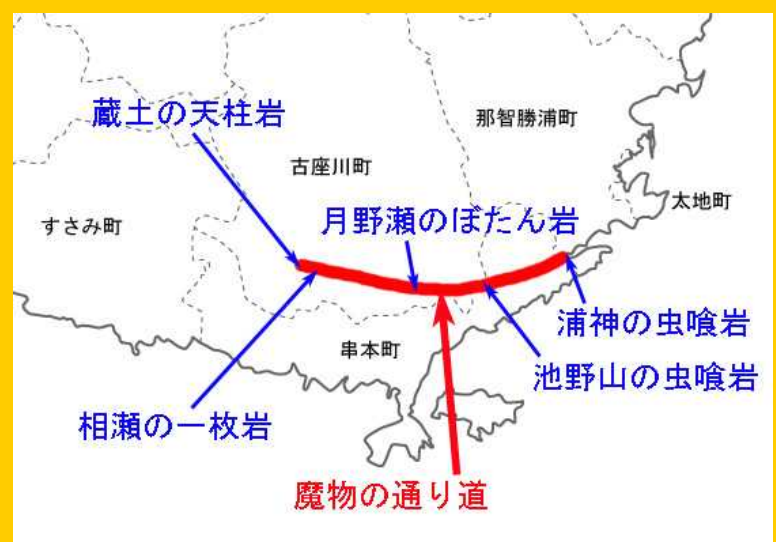 蔵土の天柱岩
那智勝浦町
古座川町
太地町
すさみ町
月野瀬のぼたん岩
浦神の虫喰岩
串本町
池野山の虫喰岩
相瀬の一枚岩
魔物の通り道